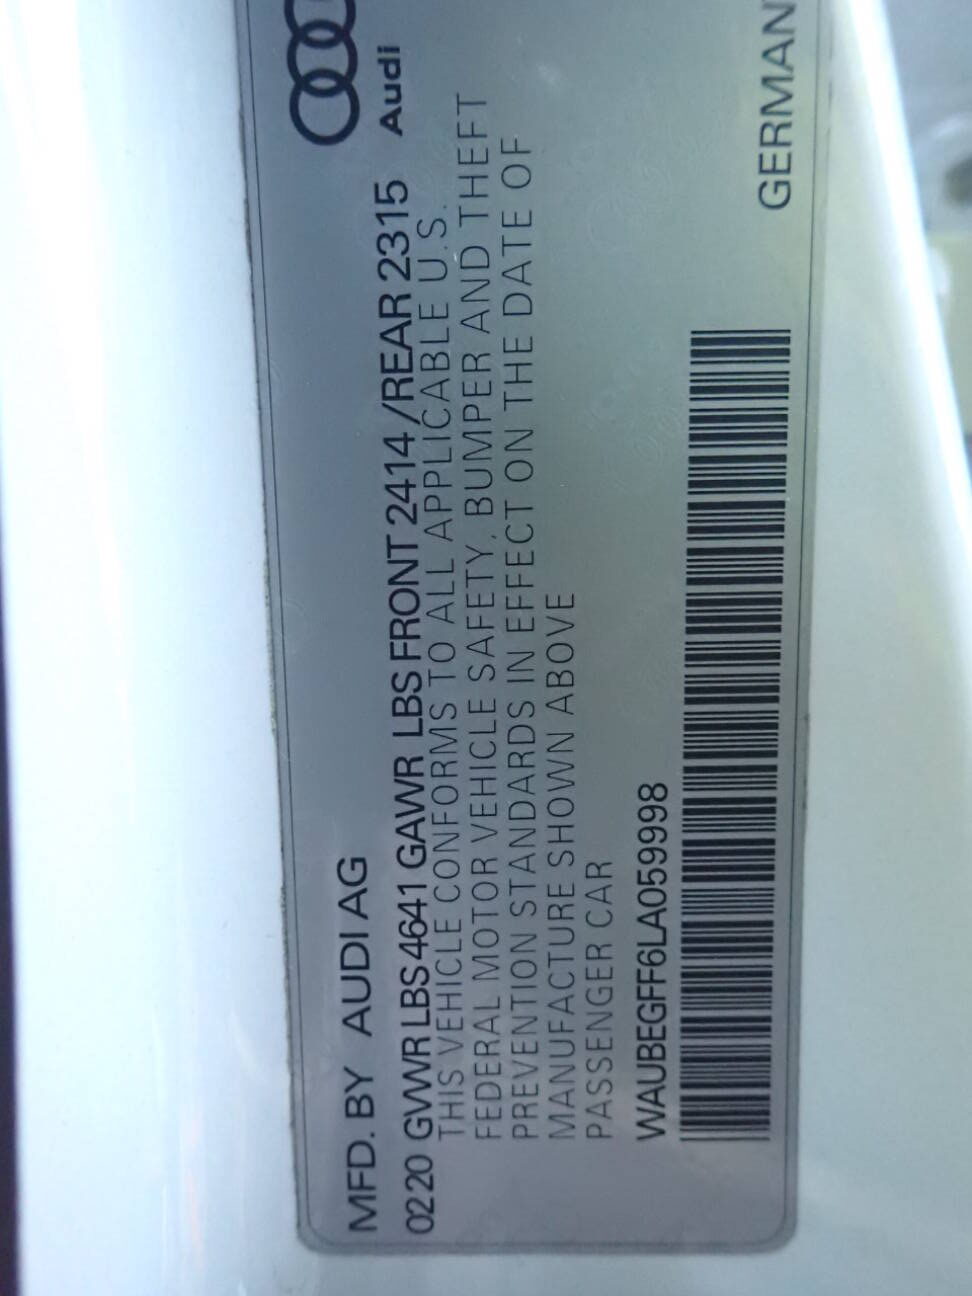 MFD. BY AUDI AG
0220 GVWR LBS 4641 GAWR LBS FRONT 2414 /REAR 2315 Audi
THIS VEHICLE CONFORMS TO ALL APPLICABLE U.S.
FEDERAL MOTOR VEHICLE SAFETY, BUMPER AND THEFT
PREVENTION STANDARDS IN EFFECT ON THE DATE OF
MANUFACTURE SHOWN ABOVE
PASSENGER CAR
WAUBEGFF6LA059998
GERMAN